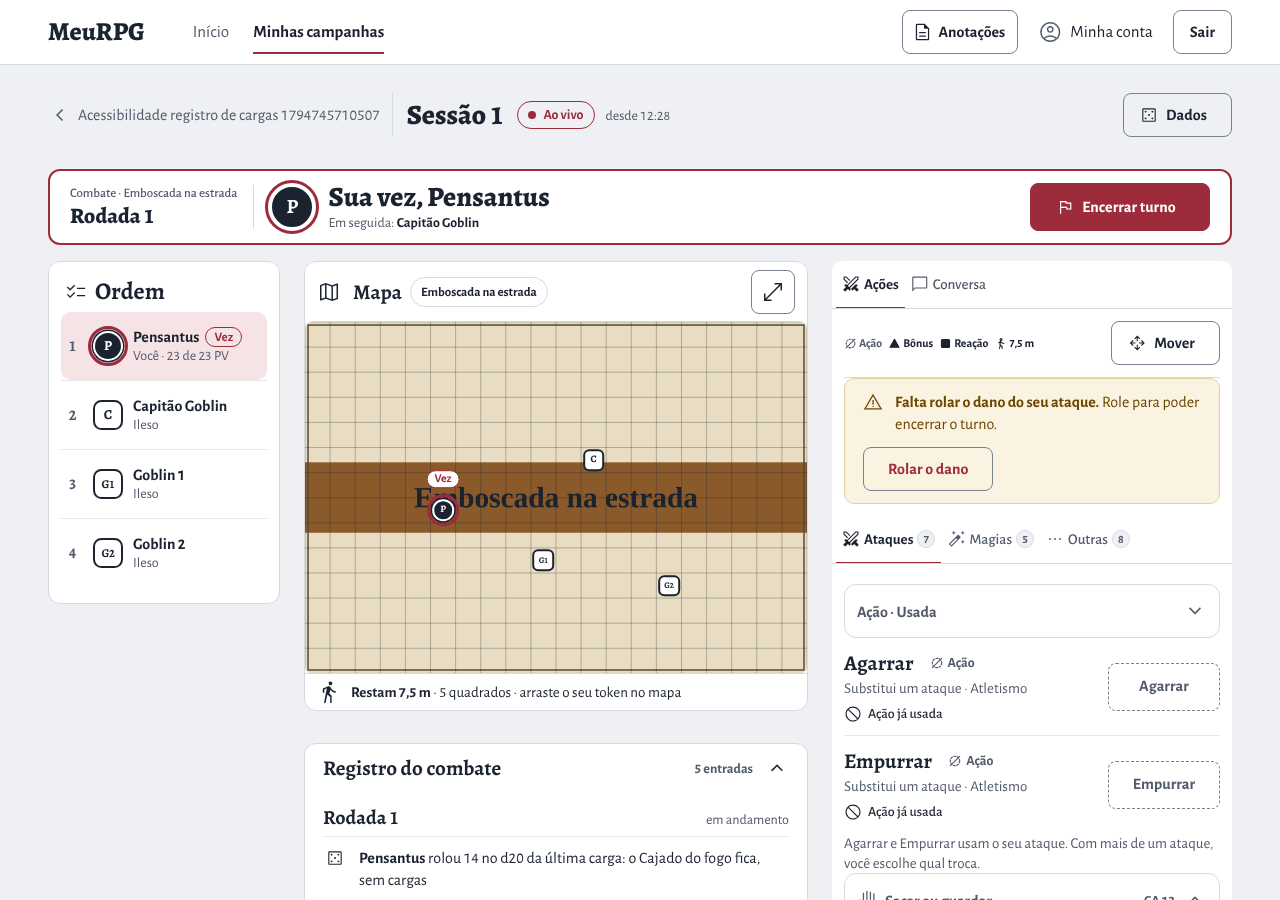 MeuRPG
Início
Minhas campanhas
Anotações
Minha conta
Sair
Acessibilidade registro de cargas 1794745710507
Sessão 1
Ao vivo
desde 12:28
Dados
Combate · Emboscada na estrada
Rodada 1
P
Sua vez, Pensantus
Em seguida: Capitão Goblin
Encerrar turno
Ordem
1
P
Pensantus
Vez
Você · 23 de 23 PV
2
C
Capitão Goblin
Ileso
3
G1
Goblin 1
Ileso
4
G2
Goblin 2
Ileso
Mapa
Emboscada na estrada
C
Vez
P
Emboscada na estrada
G1
G2
Restam 7,5 m · 5 quadrados · arraste o seu token no mapa
Registro do combate
5 entradas
Rodada 1
em andamento
Pensantus rolou 14 no d20 da última carga: o Cajado do fogo fica,
sem cargas
Ações
Conversa
Ação
Bônus
Reação
7,5 m
Mover
Falta rolar o dano do seu ataque. Role para poder
encerrar o turno.
Rolar o dano
Ataques 7
Magias 5
Outras 8
Ação · Usada
Agarrar
Ação
Substitui um ataque · Atletismo
Ação já usada
Agarrar
Empurrar
Ação
Substitui um ataque · Atletismo
Ação já usada
Empurrar
Agarrar e Empurrar usam o seu ataque. Com mais de um ataque,
você escolhe qual troca.